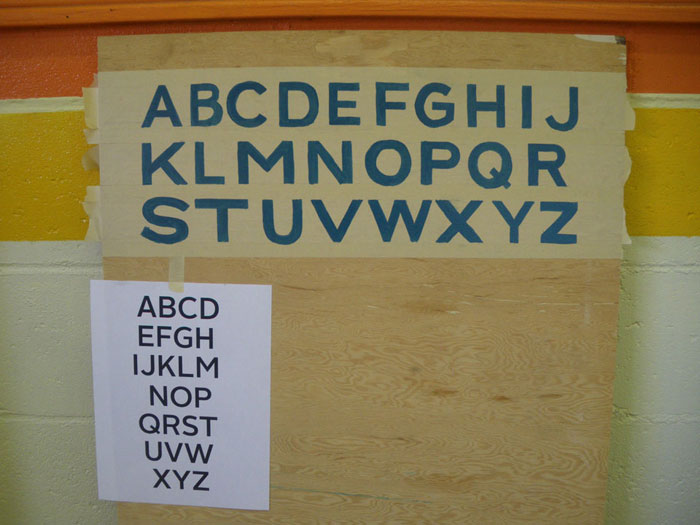 ABCDEFGHIJ
KLMNOPQR
STUVWXYZ
ABCD
EFGH
IJKLM
NOP
QRST
UVW
XYZ